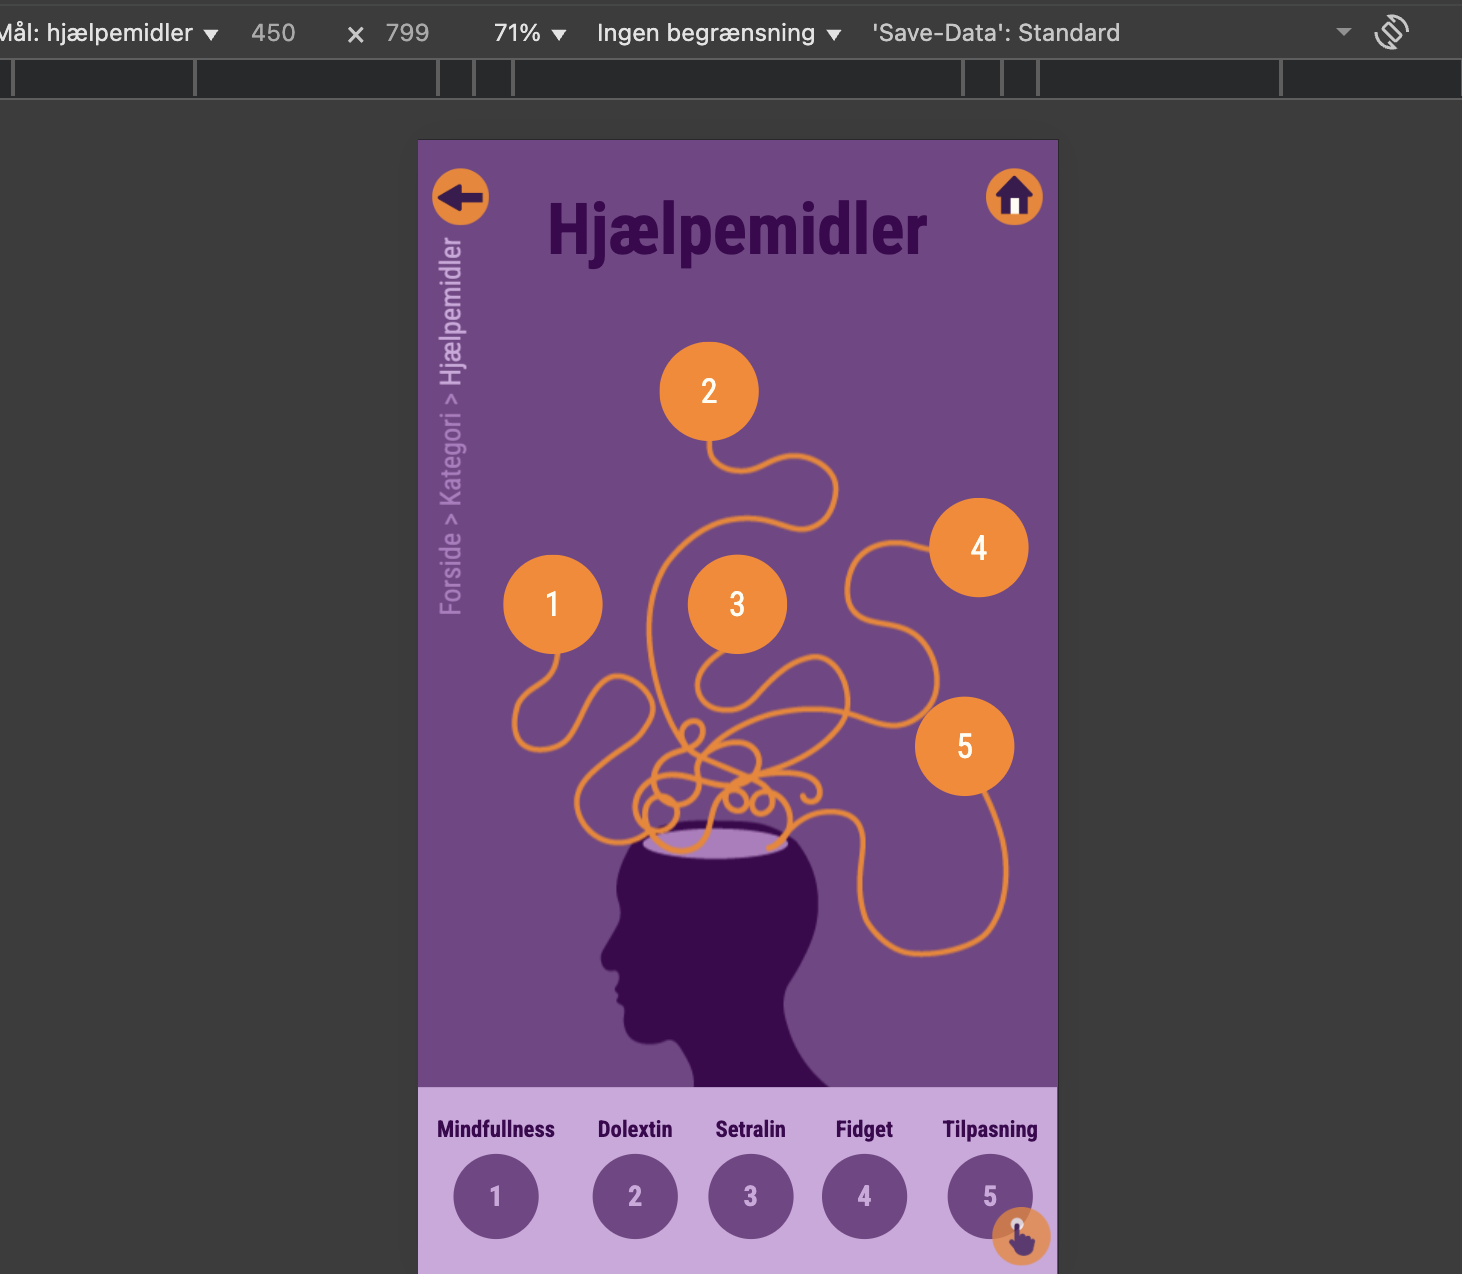 Mål: hjælpemidler ▼ 450 × 799 71% ▼ Ingen begrænsning ▼ 'Save-Data': Standard
Hjælpemidler
Forside > Kategori > Hjælpemidler
2
4
1
3
5
Mindfullness Dolextin Setralin Fidget Tilpasning
1 2 3 4 5